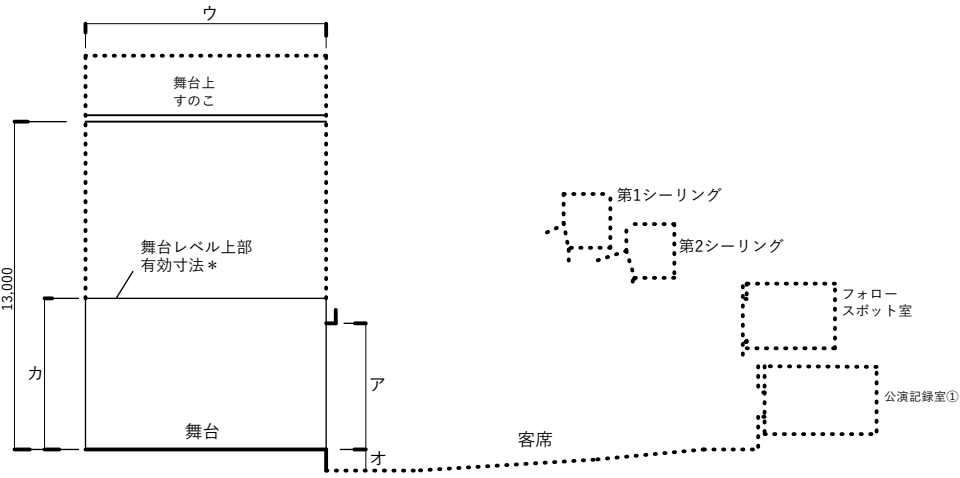 ウ
舞台上
すのこ
第1シーリング
第2シーリング
舞台レベル上部
有効寸法＊
13,000
フォロー
スポット室
カ
ア
公演記録室①
舞台
客席
オ